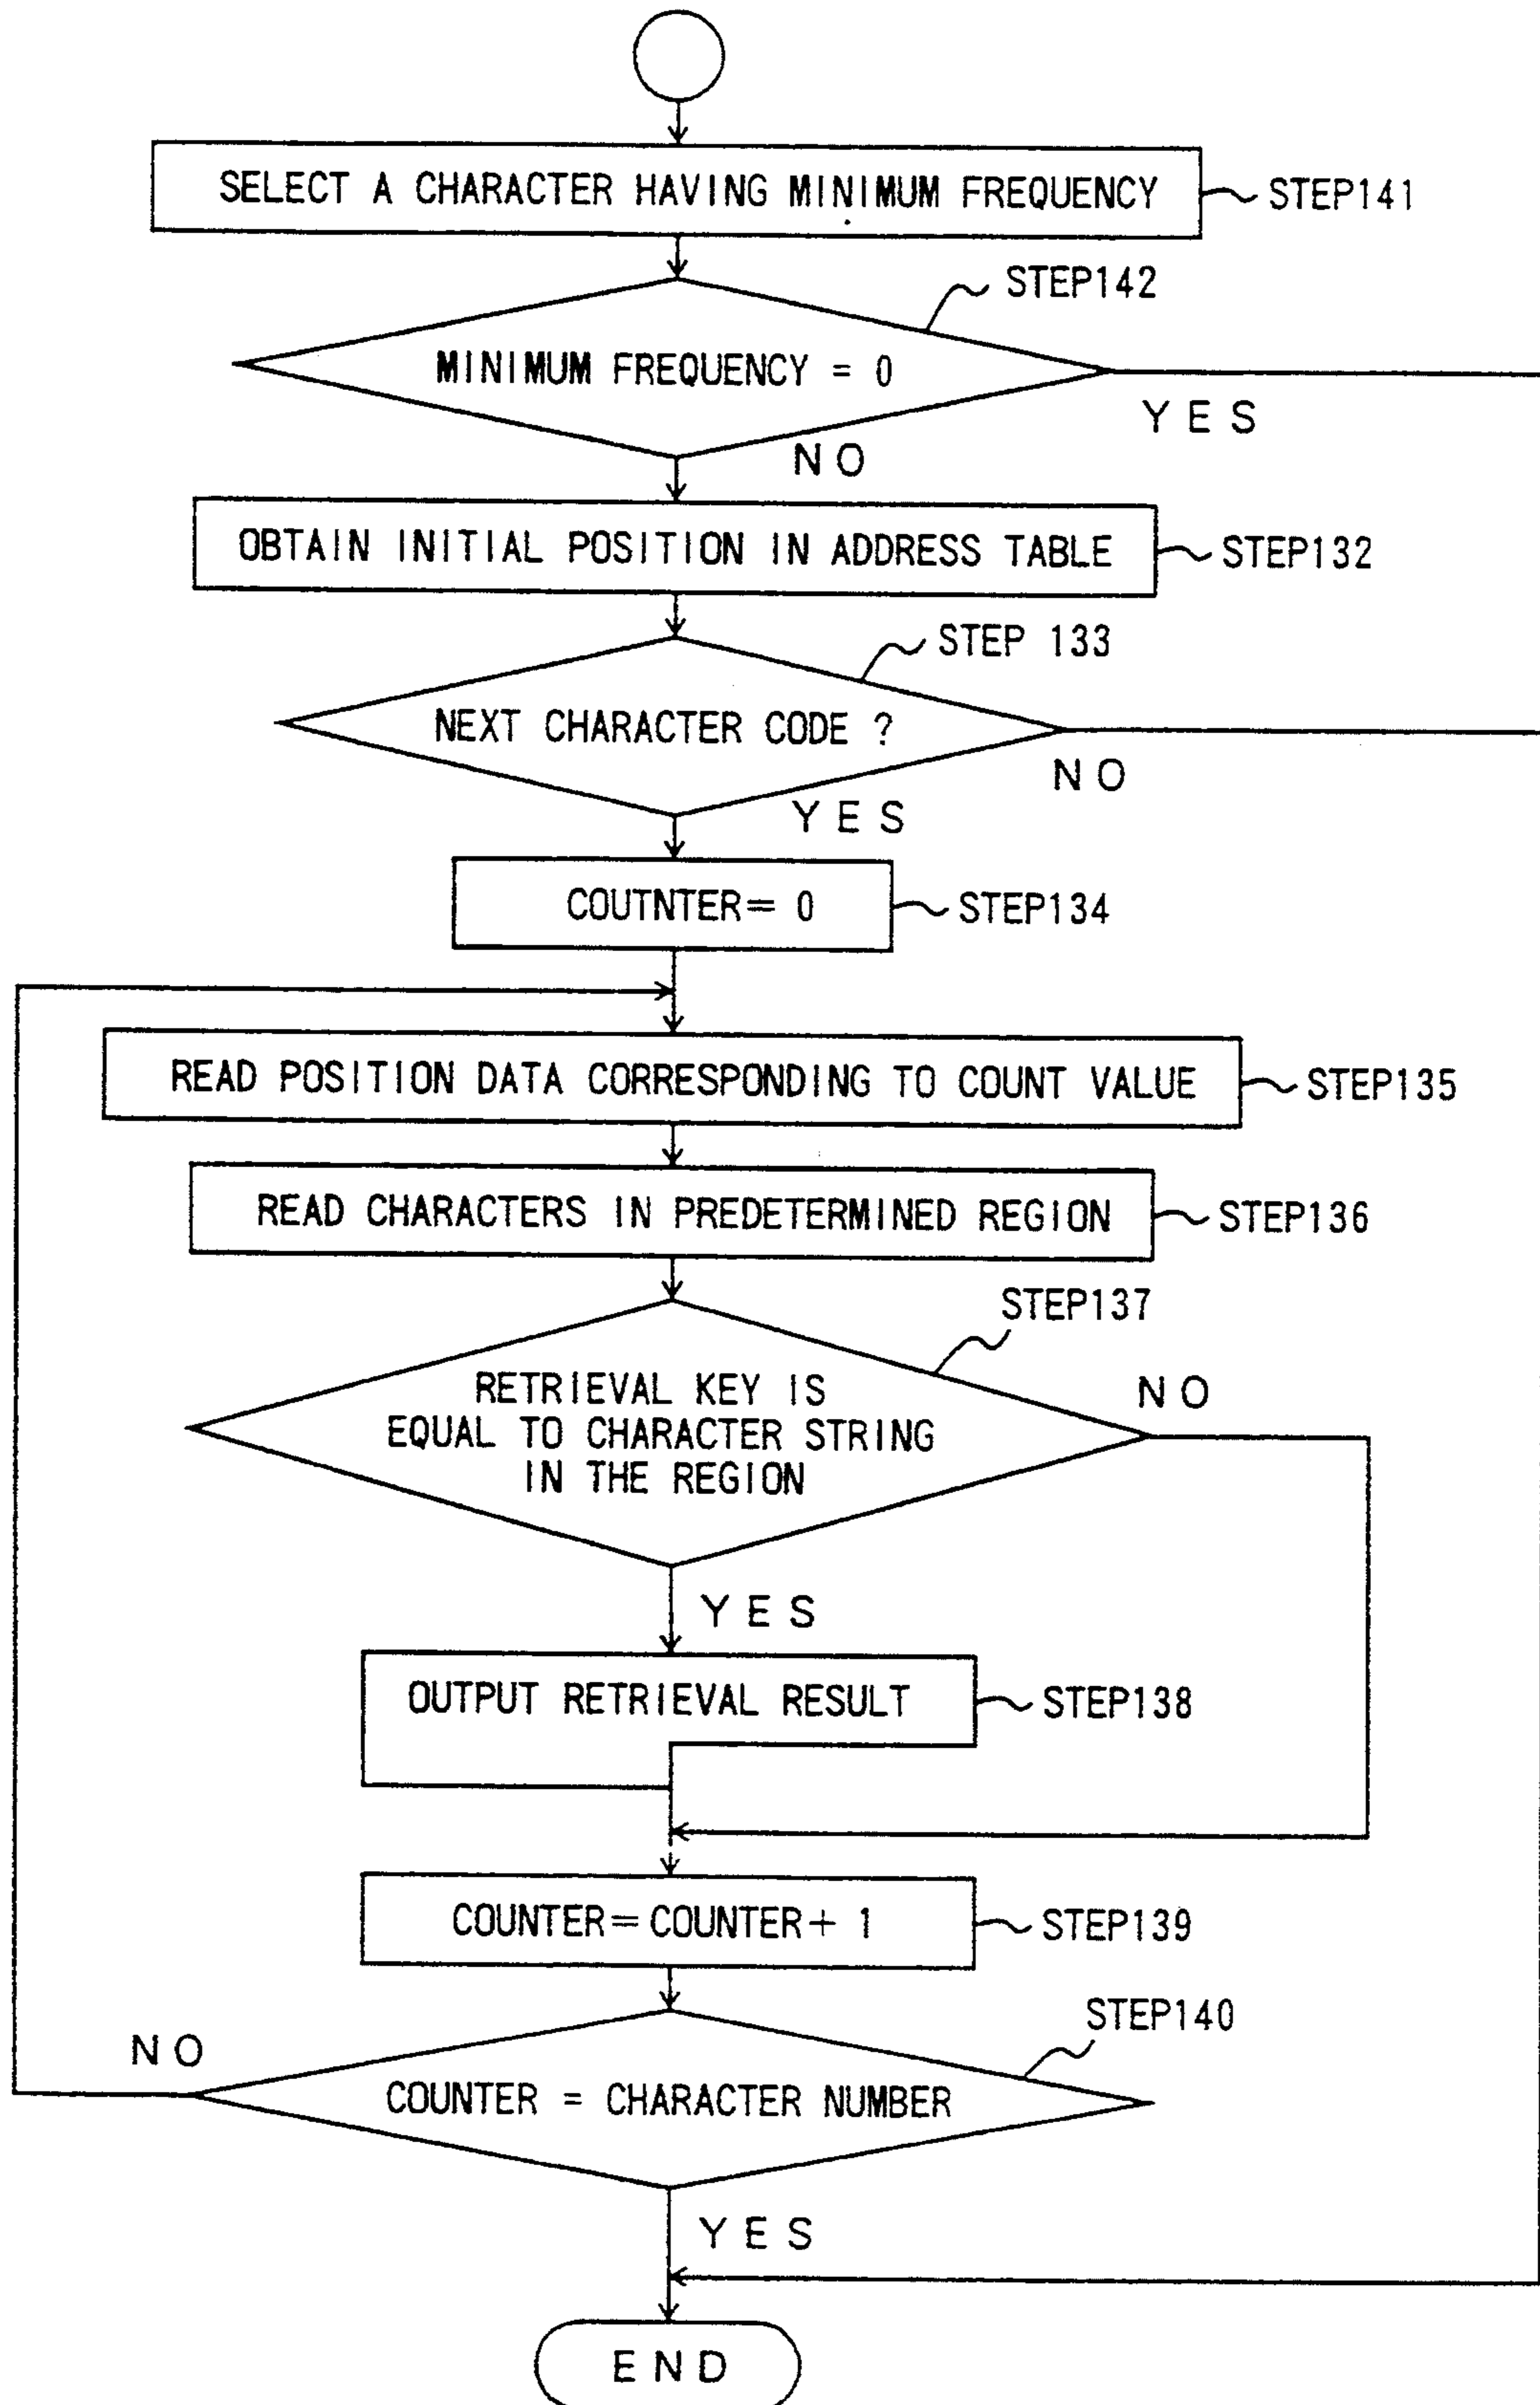 SELECT A CHARACTER HAVING MINIMUM FREQUENCY
STEP141
STEP142
MINIMUM FREQUENCY = 0
YES
NO
OBTAIN INITIAL POSITION IN ADDRESS TABLE
STEP132
STEP 133
NEXT CHARACTER CODE ?
NO
YES
COUTNTER= 0
STEP134
READ POSITION DATA CORRESPONDING TO COUNT VALUE
STEP135
READ CHARACTERS IN PREDETERMINED REGION
STEP136
STEP137
RETRIEVAL KEY IS
EQUAL TO CHARACTER STRING
IN THE REGION
NO
YES
OUTPUT RETRIEVAL RESULT
STEP138
COUNTER=COUNTER+ 1
STEP139
STEP140
NO
COUNTER = CHARACTER NUMBER
YES
END